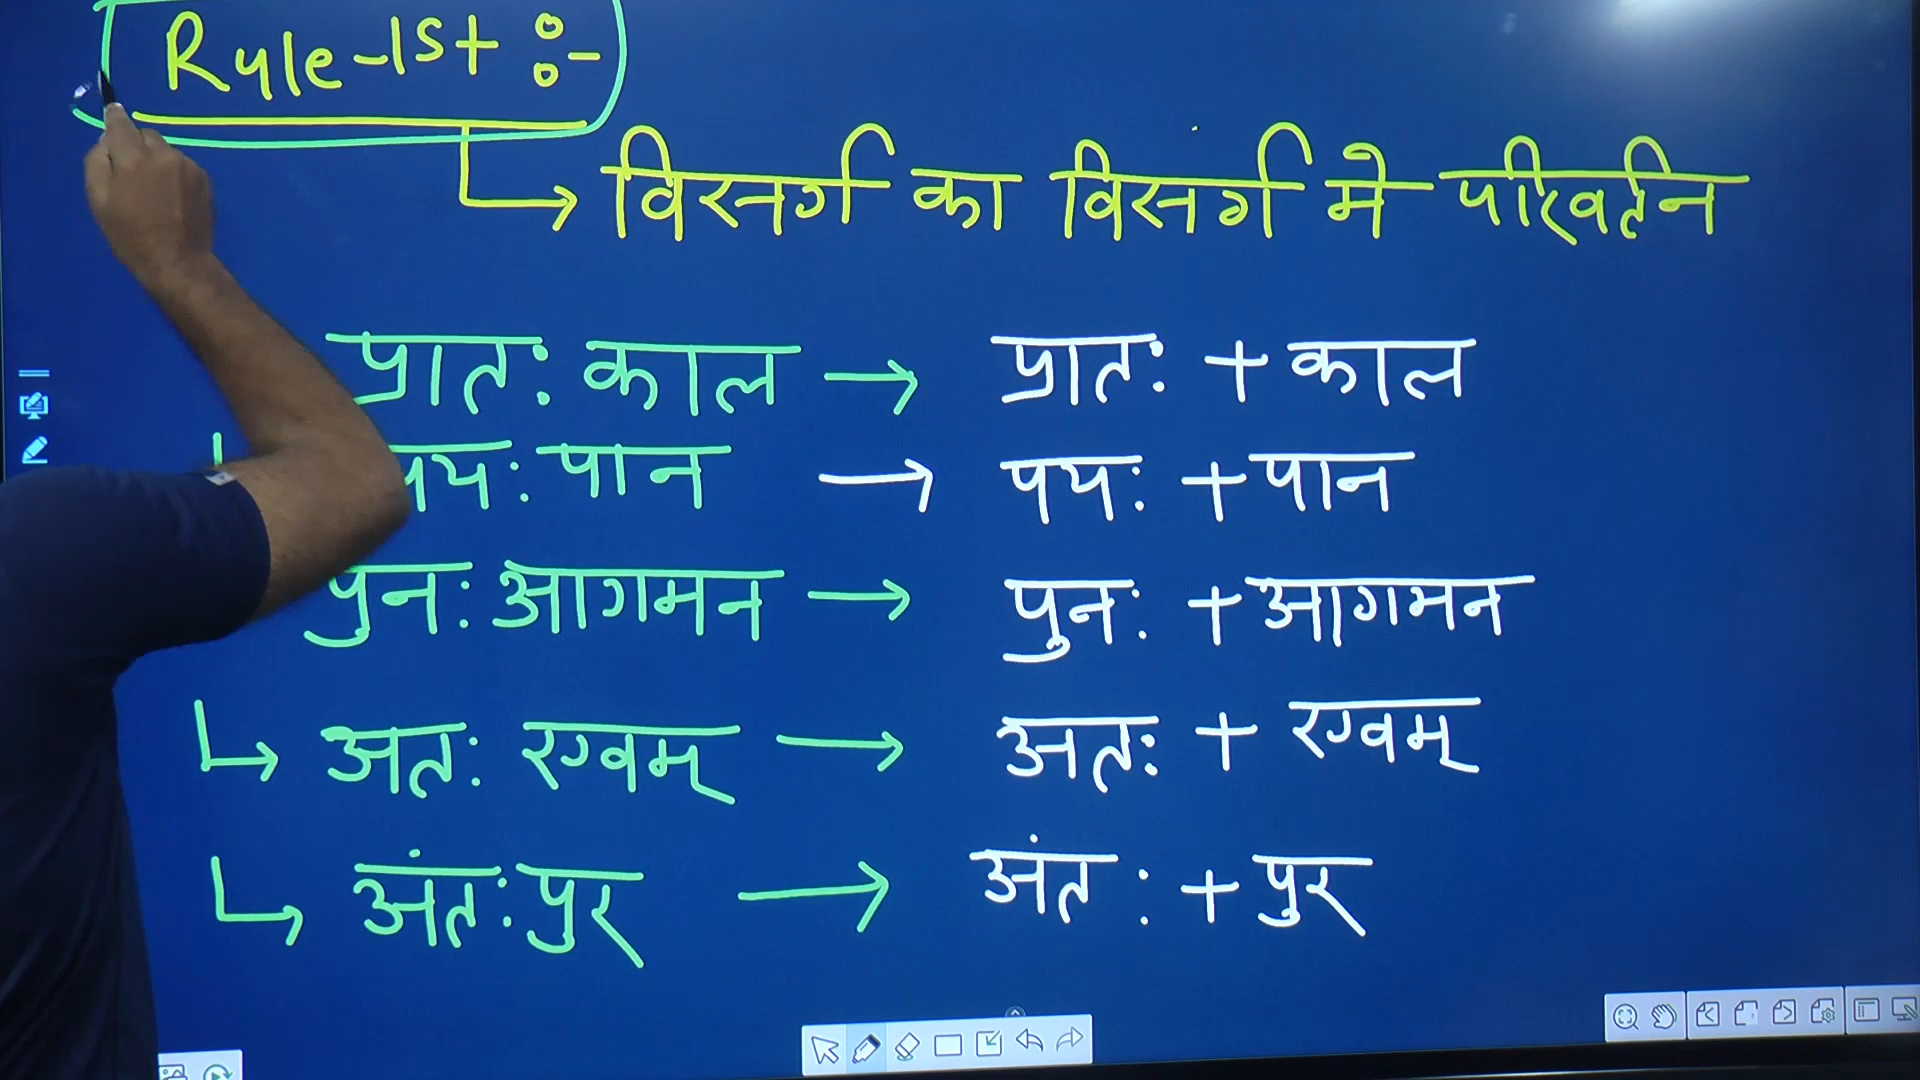 Rule-1st :-
विसर्ग का विसर्ग मे परिवर्तन
प्रातः काल → प्रातः + काल
पयः पान → पयः + पान
पुनः आगमन → पुनः + आगमन
अतः एवम् → अतः + एवम्
अंतः पुर → अंतः + पुर